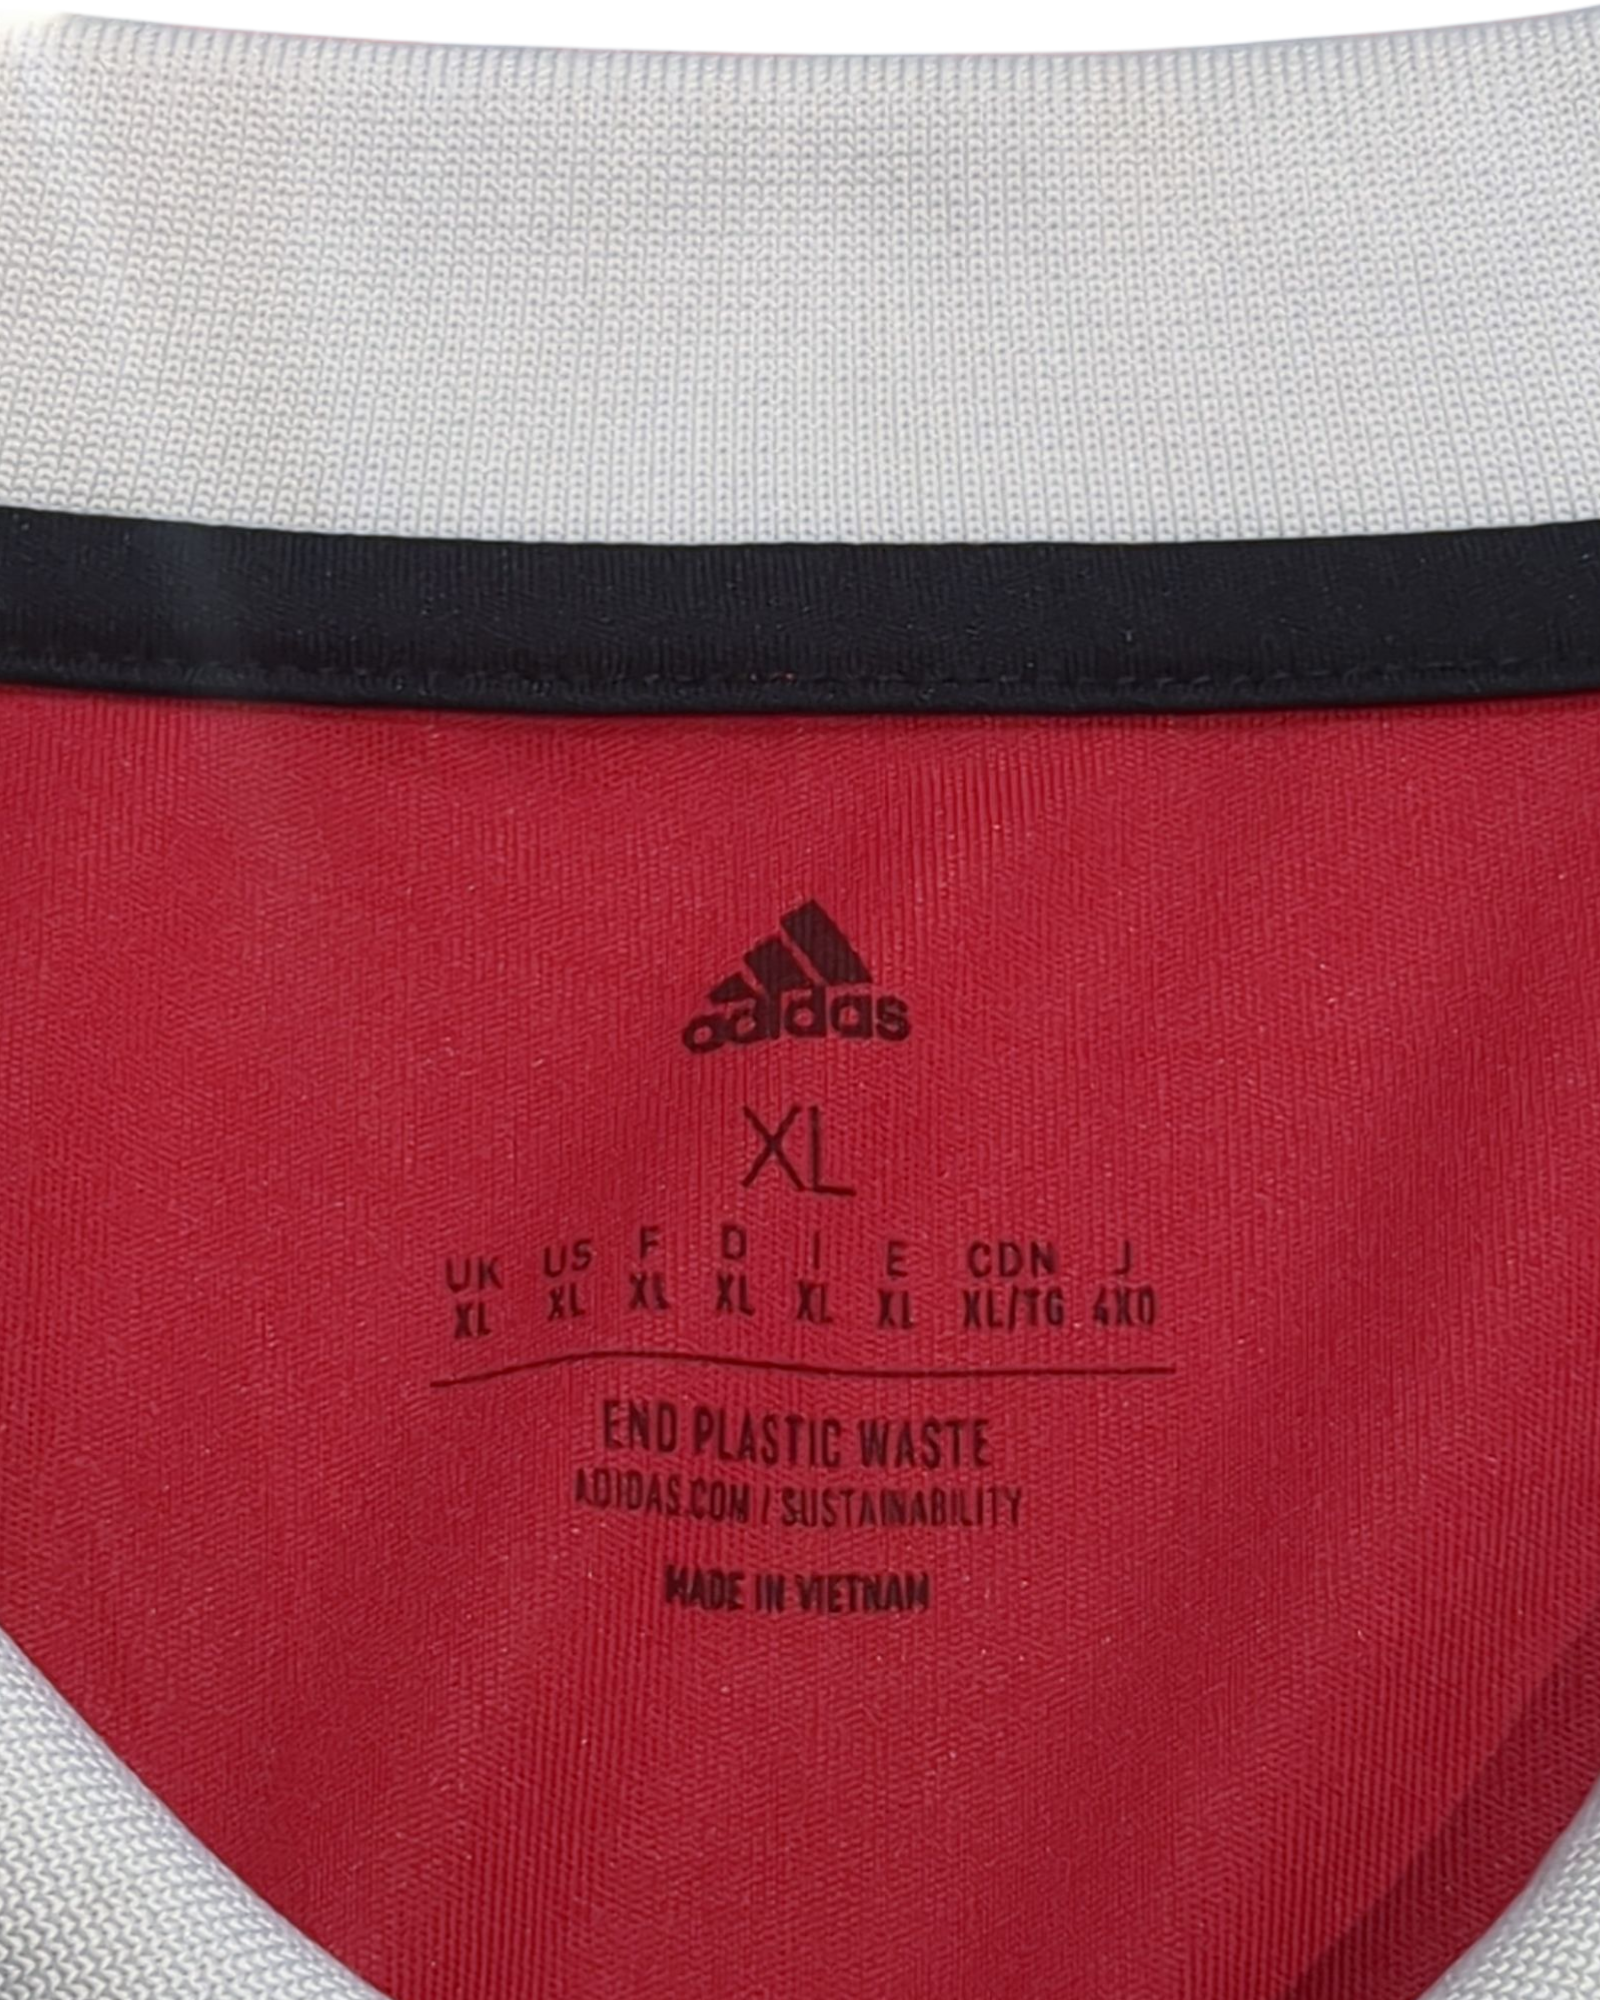 adidas
XL
UK US F D I E CDN J
XL XL XL XL XL XL XL/TG 4XO
END PLASTIC WASTE
ADIDAS.COM / SUSTAINABILITY
MADE IN VIETNAM